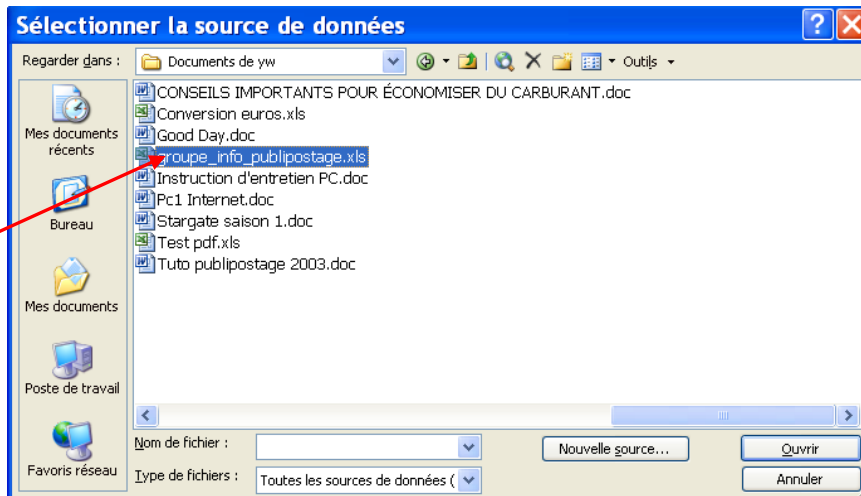 Sélectionner la source de données
Regarder dans :
Documents de yw
Outils
Mes documents récents
Bureau
Mes documents
Poste de travail
Favoris réseau
CONSEILS IMPORTANTS POUR ÉCONOMISER DU CARBURANT.doc
Conversion euros.xls
Good Day.doc
groupe_info_publipostage.xls
Instruction d'entretien PC.doc
Pc1 Internet.doc
Stargate saison 1.doc
Test pdf.xls
Tuto publipostage 2003.doc
Nom de fichier :
Nouvelle source...
Ouvrir
Type de fichiers :
Toutes les sources de données (
Annuler